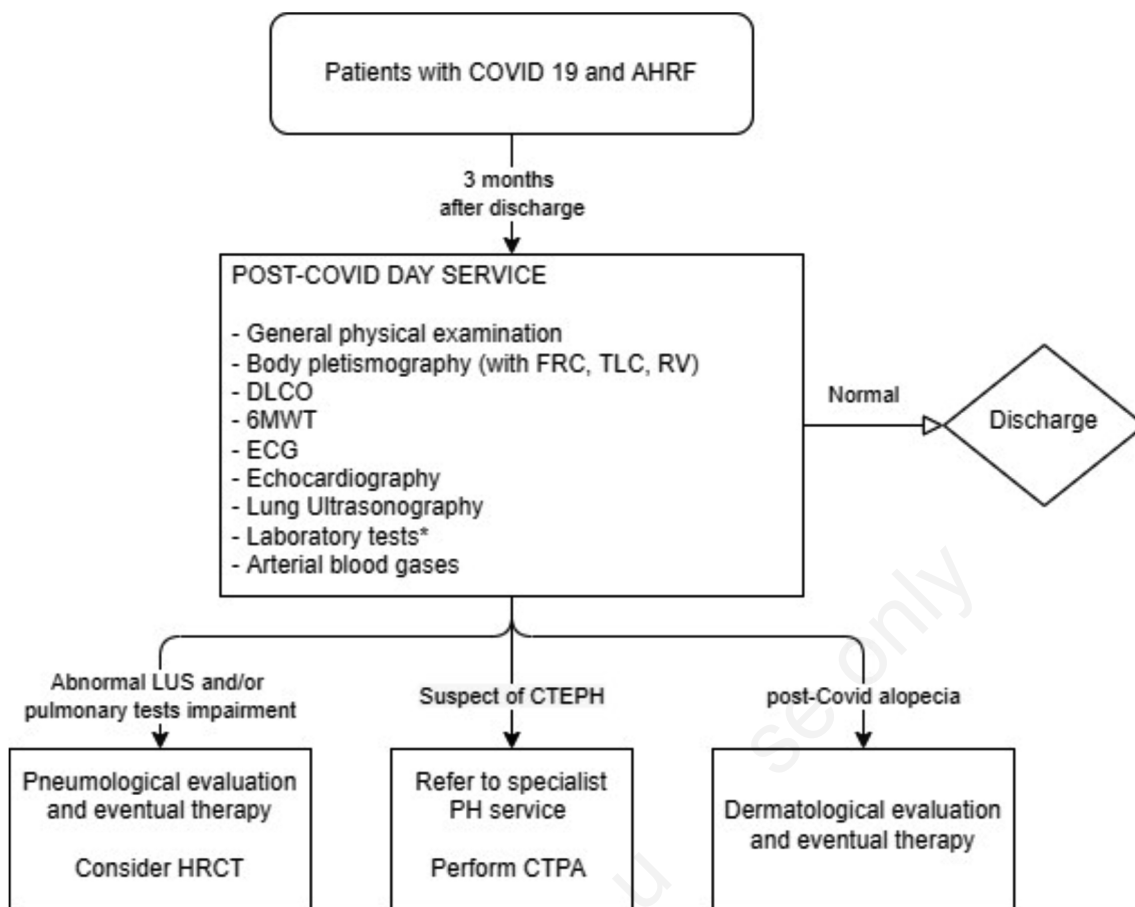 Patients with COVID 19 and AHRF
3 months
after discharge
POST-COVID DAY SERVICE
- General physical examination
- Body pletismography (with FRC, TLC, RV)
- DLCO
- 6MWT
- ECG
- Echocardiography
- Lung Ultrasonography
- Laboratory tests*
- Arterial blood gases
Normal
Discharge
Abnormal LUS and/or
pulmonary tests impairment
Suspect of CTEPH
post-Covid alopecia
Pneumological evaluation
and eventual therapy
Consider HRCT
Refer to specialist
PH service
Perform CTPA
Dermatological evaluation
and eventual therapy
u se only